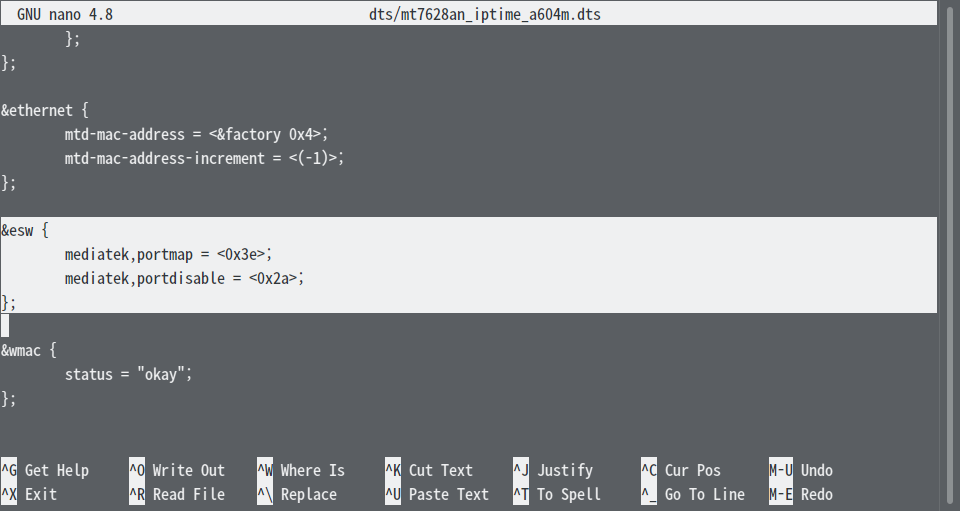 GNU nano 4.8 dts/mt7628an_iptime_a604m.dts
};
};
&ethernet {
mtd-mac-address = <&factory 0x4>;
mtd-mac-address-increment = <(-1)>;
};
&esw {
mediatek,portmap = <0x3e>;
mediatek,portdisable = <0x2a>;
};
&wmac {
status = "okay";
};
^G Get Help ^O Write Out ^W Where Is ^K Cut Text ^J Justify ^C Cur Pos M-U Undo
^X Exit ^R Read File ^\ Replace ^U Paste Text ^T To Spell ^_ Go To Line M-E Redo